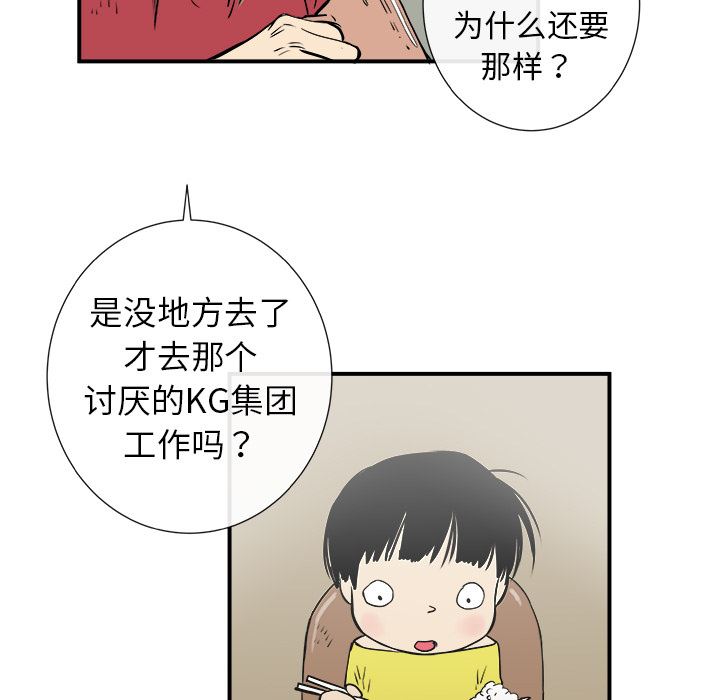 为什么还要
那样？
是没地方去了
才去那个
讨厌的KG集团
工作吗？